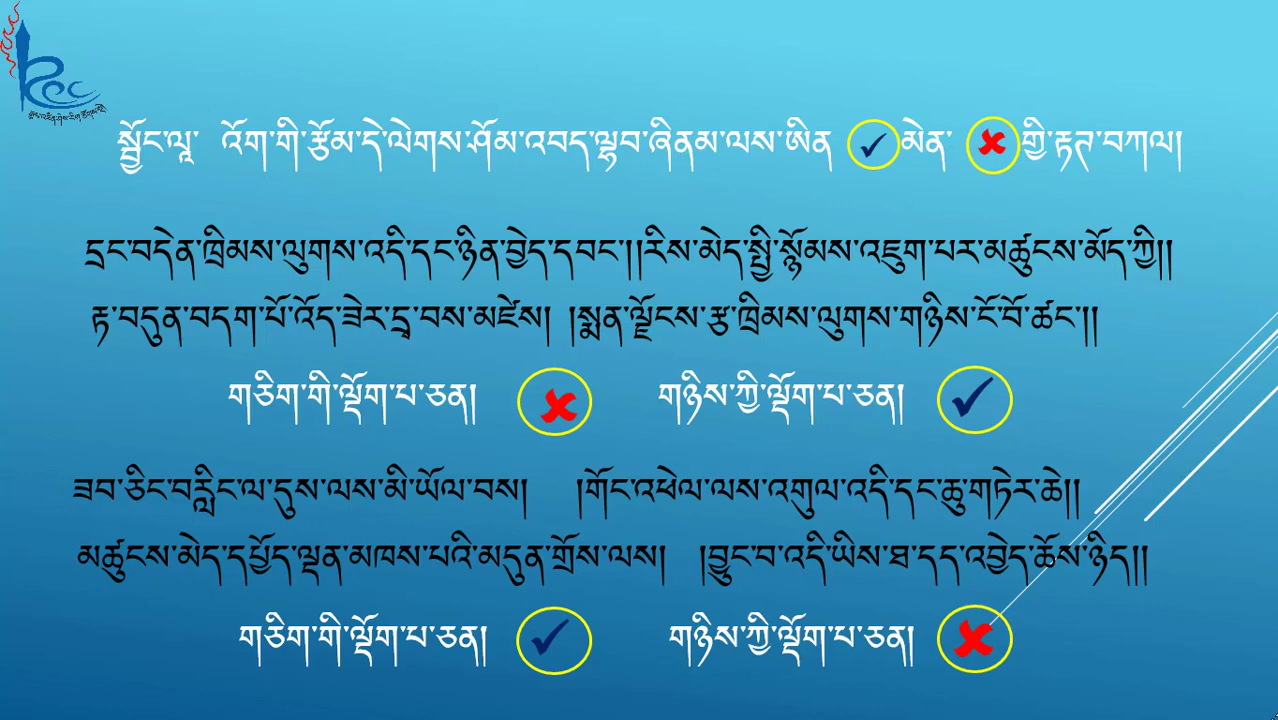 སྦྱོང་ལཱ་ འོག་གི་རྩོམ་དེ་ལེགས་ཤོམ་འབད་ལྷབ་ཞིནམ་ལས་ཨིན ✓ མེན་ ✘ གྱི་རྟཊ་བཀལ།
དྲང་བདེན་ཁྲིམས་ལུགས་འདི་དང་ཉིན་བྱེད་དབང་།།རིས་མེད་སྤྱི་སྙོམས་འཇུག་པར་མཚུངས་མོད་ཀྱི།།
རྟ་བདུན་བདག་པོ་འོད་ཟེར་དྲྭ་བས་མཛེས། །སྨན་ལྗོངས་རྩ་ཁྲིམས་ལུགས་གཉིས་ངོ་བོ་ཚང་།།
གཅིག་གི་ལྡོག་པ་ཅན། ✘ གཉིས་ཀྱི་ལྡོག་པ་ཅན། ✓
ཟབ་ཅིང་བརླིང་ལ་དུས་ལས་མི་ཡོལ་བས། །གོང་འཕེལ་ལས་འགུལ་འདི་དང་ཆུ་གཏེར་ཆེ།།
མཚུངས་མེད་དཔྱོད་ལྡན་མཁས་པའི་མདུན་གྲོས་ལས། །བྱུང་བ་འདི་ཡིས་ཐ་དད་འབྱེད་ཆོས་ཉིད།།
གཅིག་གི་ལྡོག་པ་ཅན། ✓ གཉིས་ཀྱི་ལྡོག་པ་ཅན། ✘